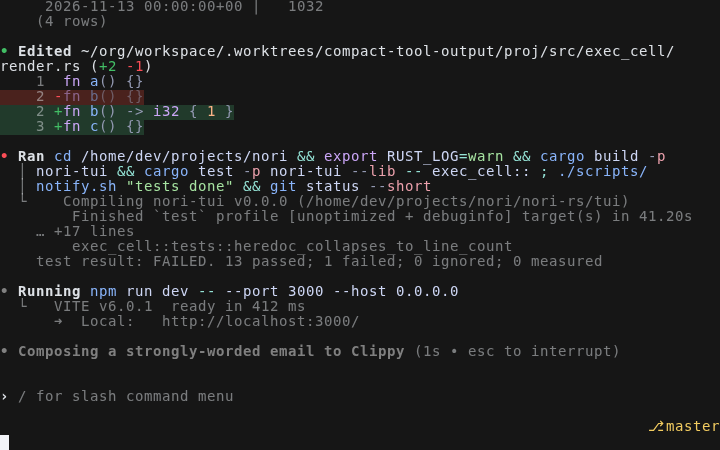 2026-11-13 00:00:00+00 |   1032
(4 rows)
• Edited ~/org/workspace/.worktrees/compact-tool-output/proj/src/exec_cell/
render.rs (+2 -1)
1  fn a() {}
2 -fn b() {}
2 +fn b() -> i32 { 1 }
3 +fn c() {}
• Ran cd /home/dev/projects/nori && export RUST_LOG=warn && cargo build -p
│ nori-tui && cargo test -p nori-tui --lib -- exec_cell:: ; ./scripts/
│ notify.sh "tests done" && git status --short
└    Compiling nori-tui v0.0.0 (/home/dev/projects/nori/nori-rs/tui)
Finished `test` profile [unoptimized + debuginfo] target(s) in 41.20s
… +17 lines
exec_cell::tests::heredoc_collapses_to_line_count
test result: FAILED. 13 passed; 1 failed; 0 ignored; 0 measured
• Running npm run dev -- --port 3000 --host 0.0.0.0
└   VITE v6.0.1  ready in 412 ms
➜  Local:   http://localhost:3000/
• Composing a strongly-worded email to Clippy (1s • esc to interrupt)
› / for slash command menu
⎇master